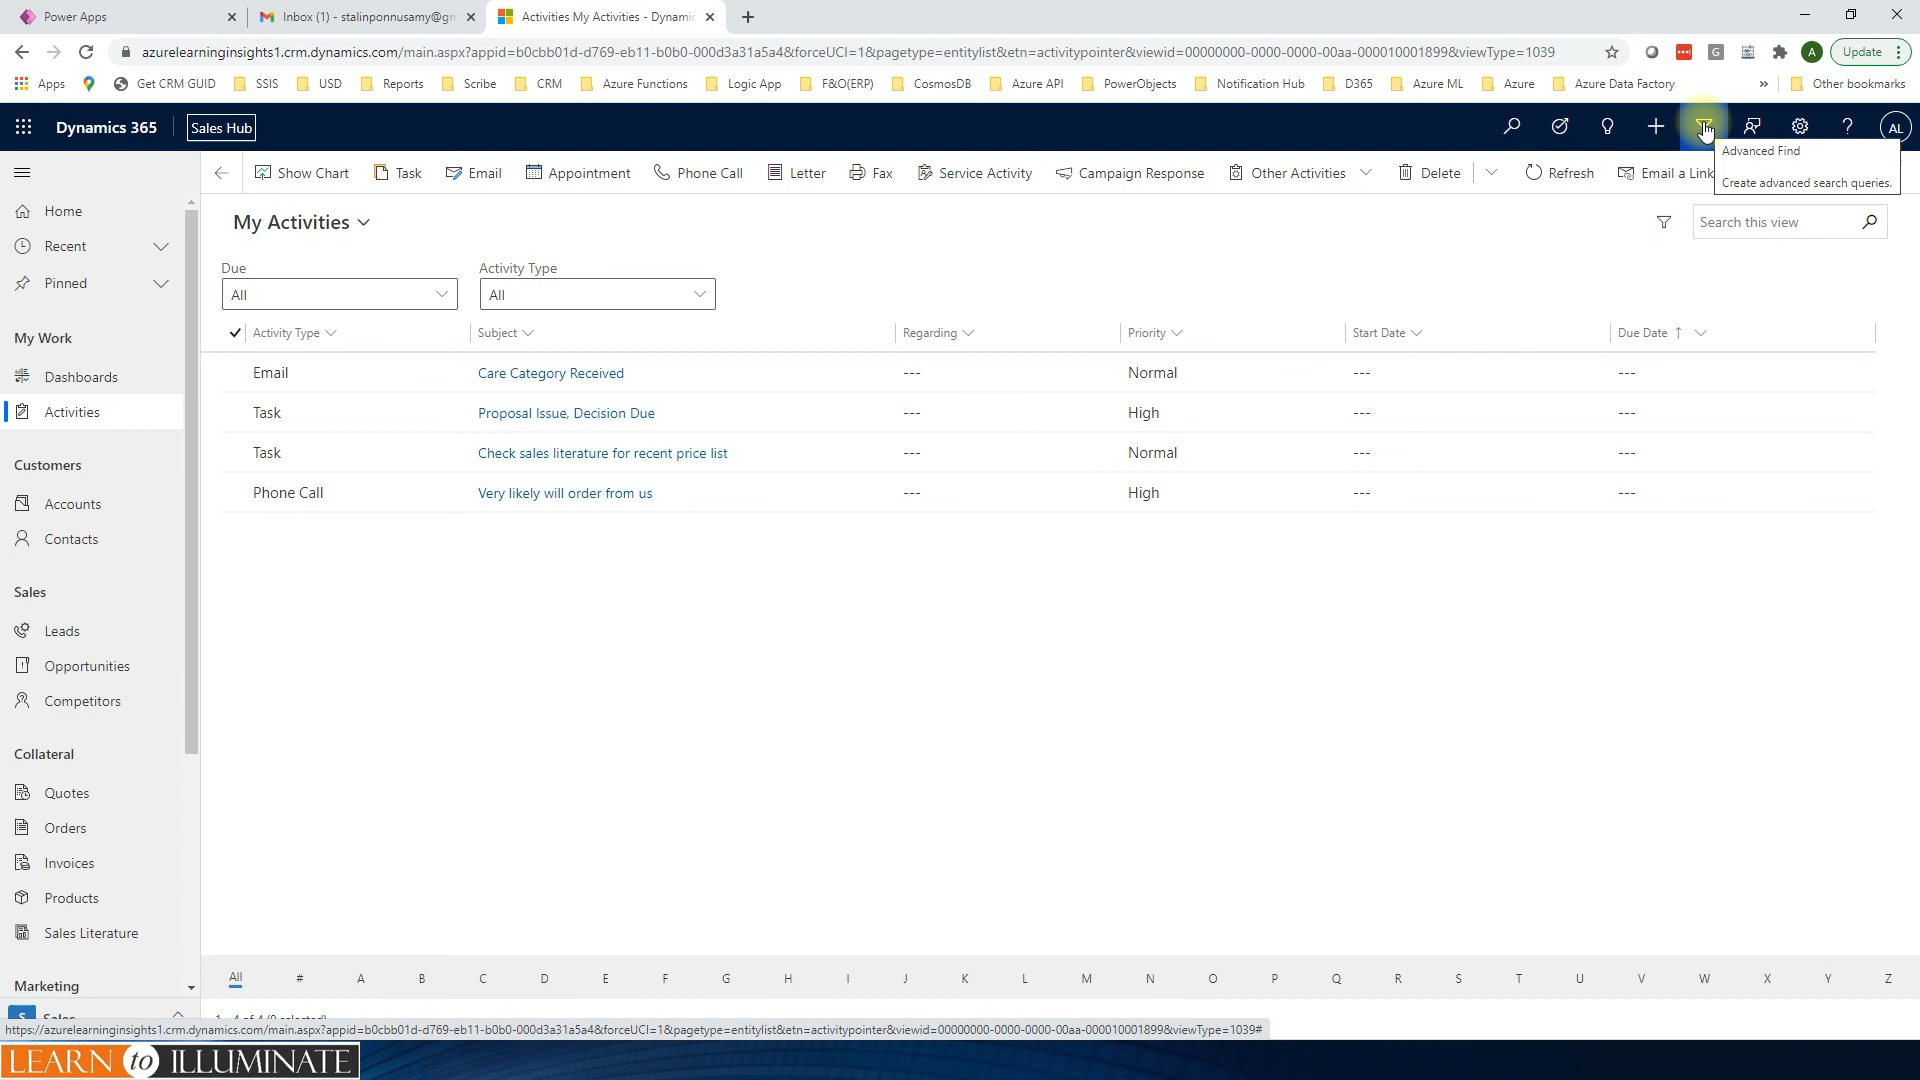 Power Apps
Inbox (1) - stalinponnusamy@gm
Activities My Activities - Dynamic
azurelearninginsights1.crm.dynamics.com/main.aspx?appid=b0cbb01d-d769-eb11-b0b0-000d3a31a5a4&forceUCI=1&pagetype=entitylist&etn=activitypointer&viewid=00000000-0000-0000-00aa-000010001899&viewType=1039
A
Update
Apps
Get CRM GUID
SSIS
USD
Reports
Scribe
CRM
Azure Functions
Logic App
F&O(ERP)
CosmosDB
Azure API
PowerObjects
Notification Hub
D365
Azure ML
Azure
Azure Data Factory
»
Other bookmarks
Dynamics 365
Sales Hub
AL
Advanced Find
Create advanced search queries.
Show Chart
Task
Email
Appointment
Phone Call
Letter
Fax
Service Activity
Campaign Response
Other Activities
Delete
Refresh
Email a Link
Home
Recent
Pinned
My Work
Dashboards
Activities
Customers
Accounts
Contacts
Sales
Leads
Opportunities
Competitors
Collateral
Quotes
Orders
Invoices
Products
Sales Literature
Marketing
S Sales
My Activities
Search this view
Due
Activity Type
All
All
Activity Type
Subject
Regarding
Priority
Start Date
Due Date ↑
Email Care Category Received --- Normal --- ---
Task Proposal Issue, Decision Due --- High --- ---
Task Check sales literature for recent price list --- Normal --- ---
Phone Call Very likely will order from us --- High --- ---
All # A B C D E F G H I J K L M N O P Q R S T U V W X Y Z
1 - 4 of 4 (0 selected)
https://azurelearninginsights1.crm.dynamics.com/main.aspx?appid=b0cbb01d-d769-eb11-b0b0-000d3a31a5a4&forceUCI=1&pagetype=entitylist&etn=activitypointer&viewid=00000000-0000-0000-00aa-000010001899&viewType=1039#
LEARN to ILLUMINATE